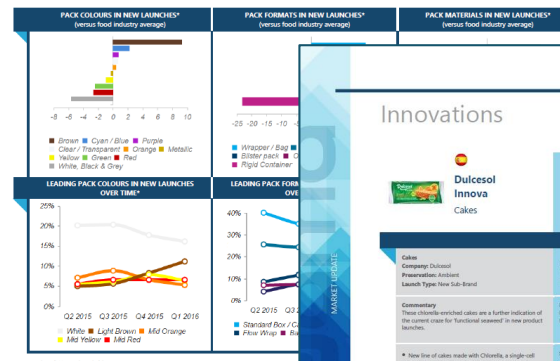 PACK COLOURS IN NEW LAUNCHES*
(versus food industry average)
-8 -6 -4 -2 0 2 4 6 8 10
Brown Cyan / Blue Purple
Clear / Transparent Orange Metallic
Yellow Green Red
White, Black & Grey
PACK FORMATS IN NEW LAUNCHES*
(versus food industry average)
-25 -20 -15 -10
Wrapper / Bag
Blister pack
Rigid Container
PACK MATERIALS IN NEW LAUNCHES*
(versus food industry average)
LEADING PACK COLOURS IN NEW LAUNCHES
OVER TIME*
25%
20%
15%
10%
5%
0%
Q2 2015 Q3 2015 Q4 2015 Q1 2016
White Light Brown Mid Orange
Mid Yellow Mid Red
LEADING PACK
40%
30%
20%
10%
0%
Q2 2015 Q3
Standard Box /
Flow Wrap
MARKET UPDATE
Innovations
Dulcesol
Innova
Cakes
Cakes
Company: Dulcesol
Preservation: Ambient
Launch Type: New Sub-Brand
Commentary
These chlorella-enriched cakes are a further indication of
the current craze for 'functional seaweed' in new product
launches.
• New line of cakes made with Chlorella, a single-cell